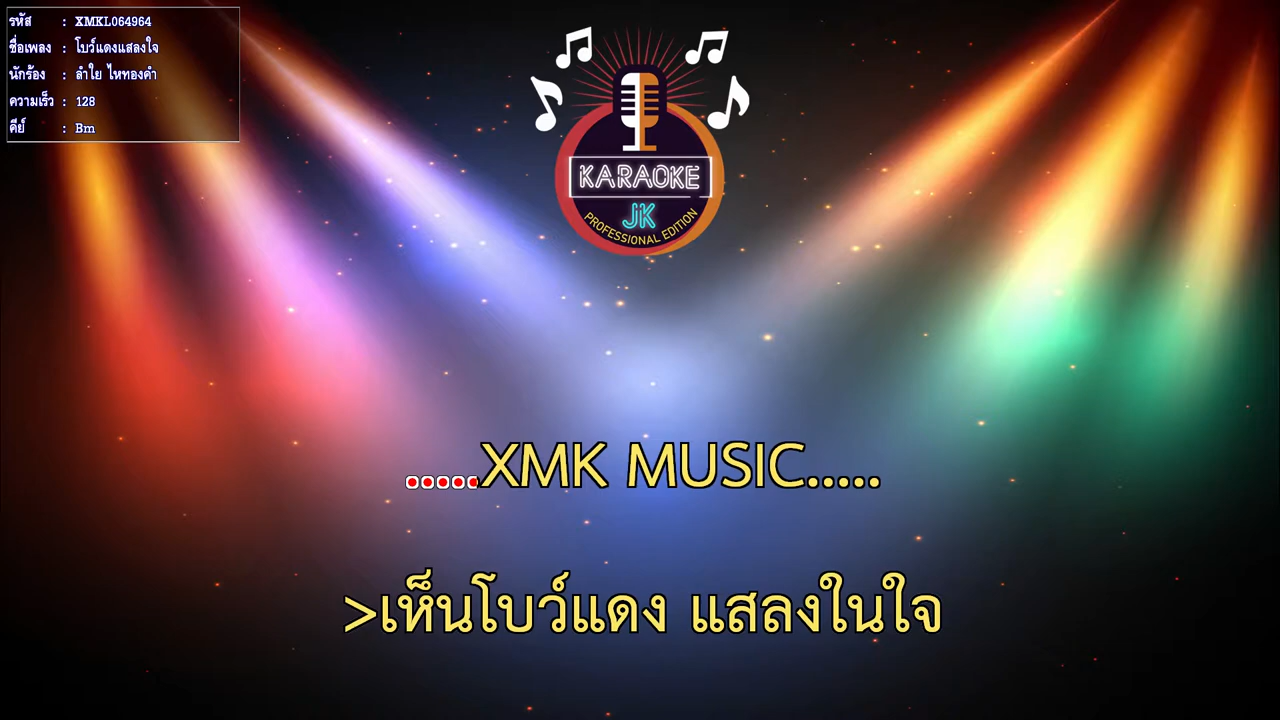 รหัส : XMKL064964
ชื่อเพลง : โบว์แดงแสลงใจ
นักร้อง : ลำใย ไหทองคำ
ความเร็ว : 128
คีย์ : Bm
KARAOKE
JK
PROFESSIONAL EDITION
.....XMK MUSIC.....
>เห็นโบว์แดง แสลงในใจ